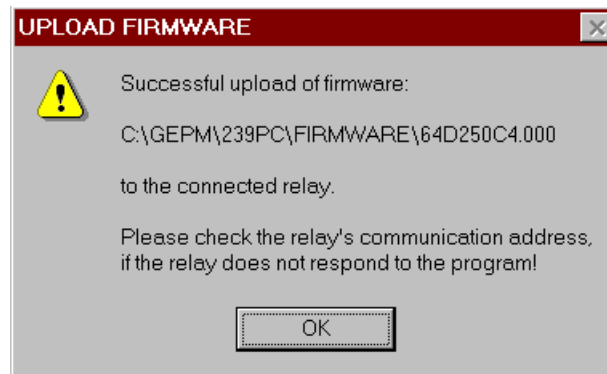 UPLOAD FIRMWARE
Successful upload of firmware:
C:\GEPM\239PC\FIRMWARE\64D250C4.000
to the connected relay.
Please check the relay's communication address,
if the relay does not respond to the program!
OK